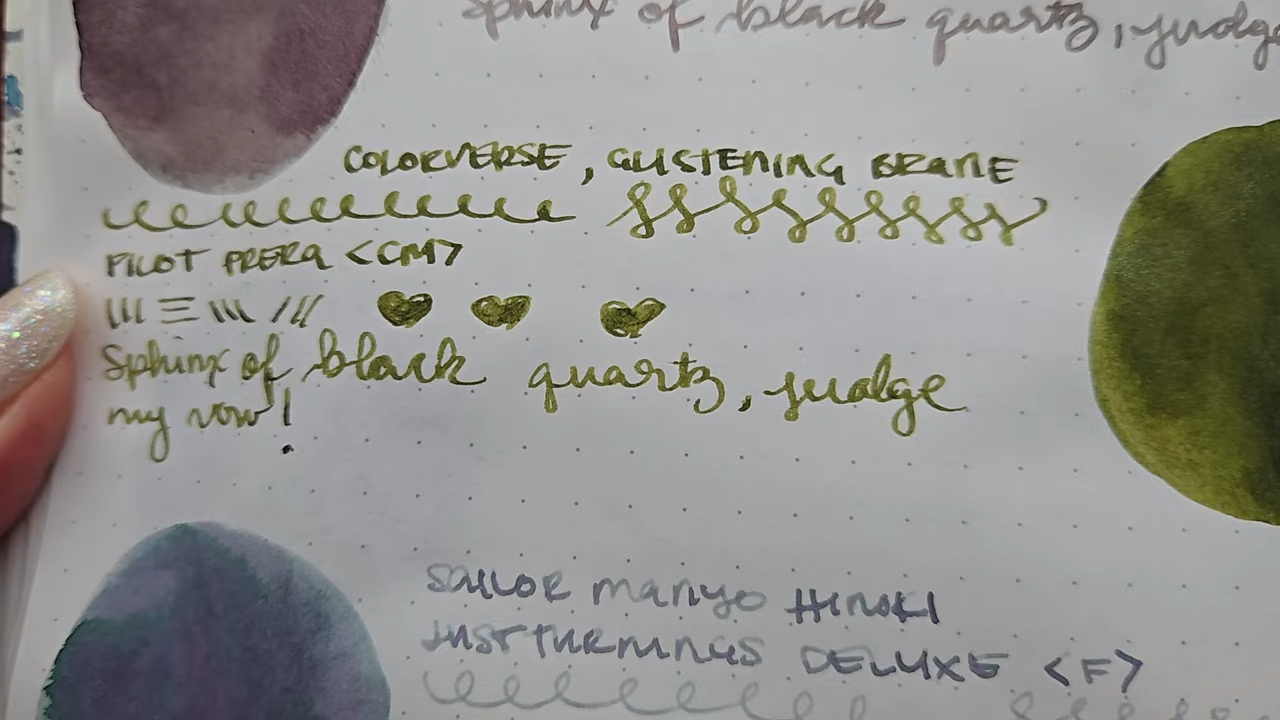 Sphinx of black quartz, judge
COLORVERSE, GLISTENING BRANE
PILOT PRERA <CM>
Sphinx of black quartz, judge
my vow!
SAILOR MANYO HINOKI
JUST TURNINGS DELUXE <F>